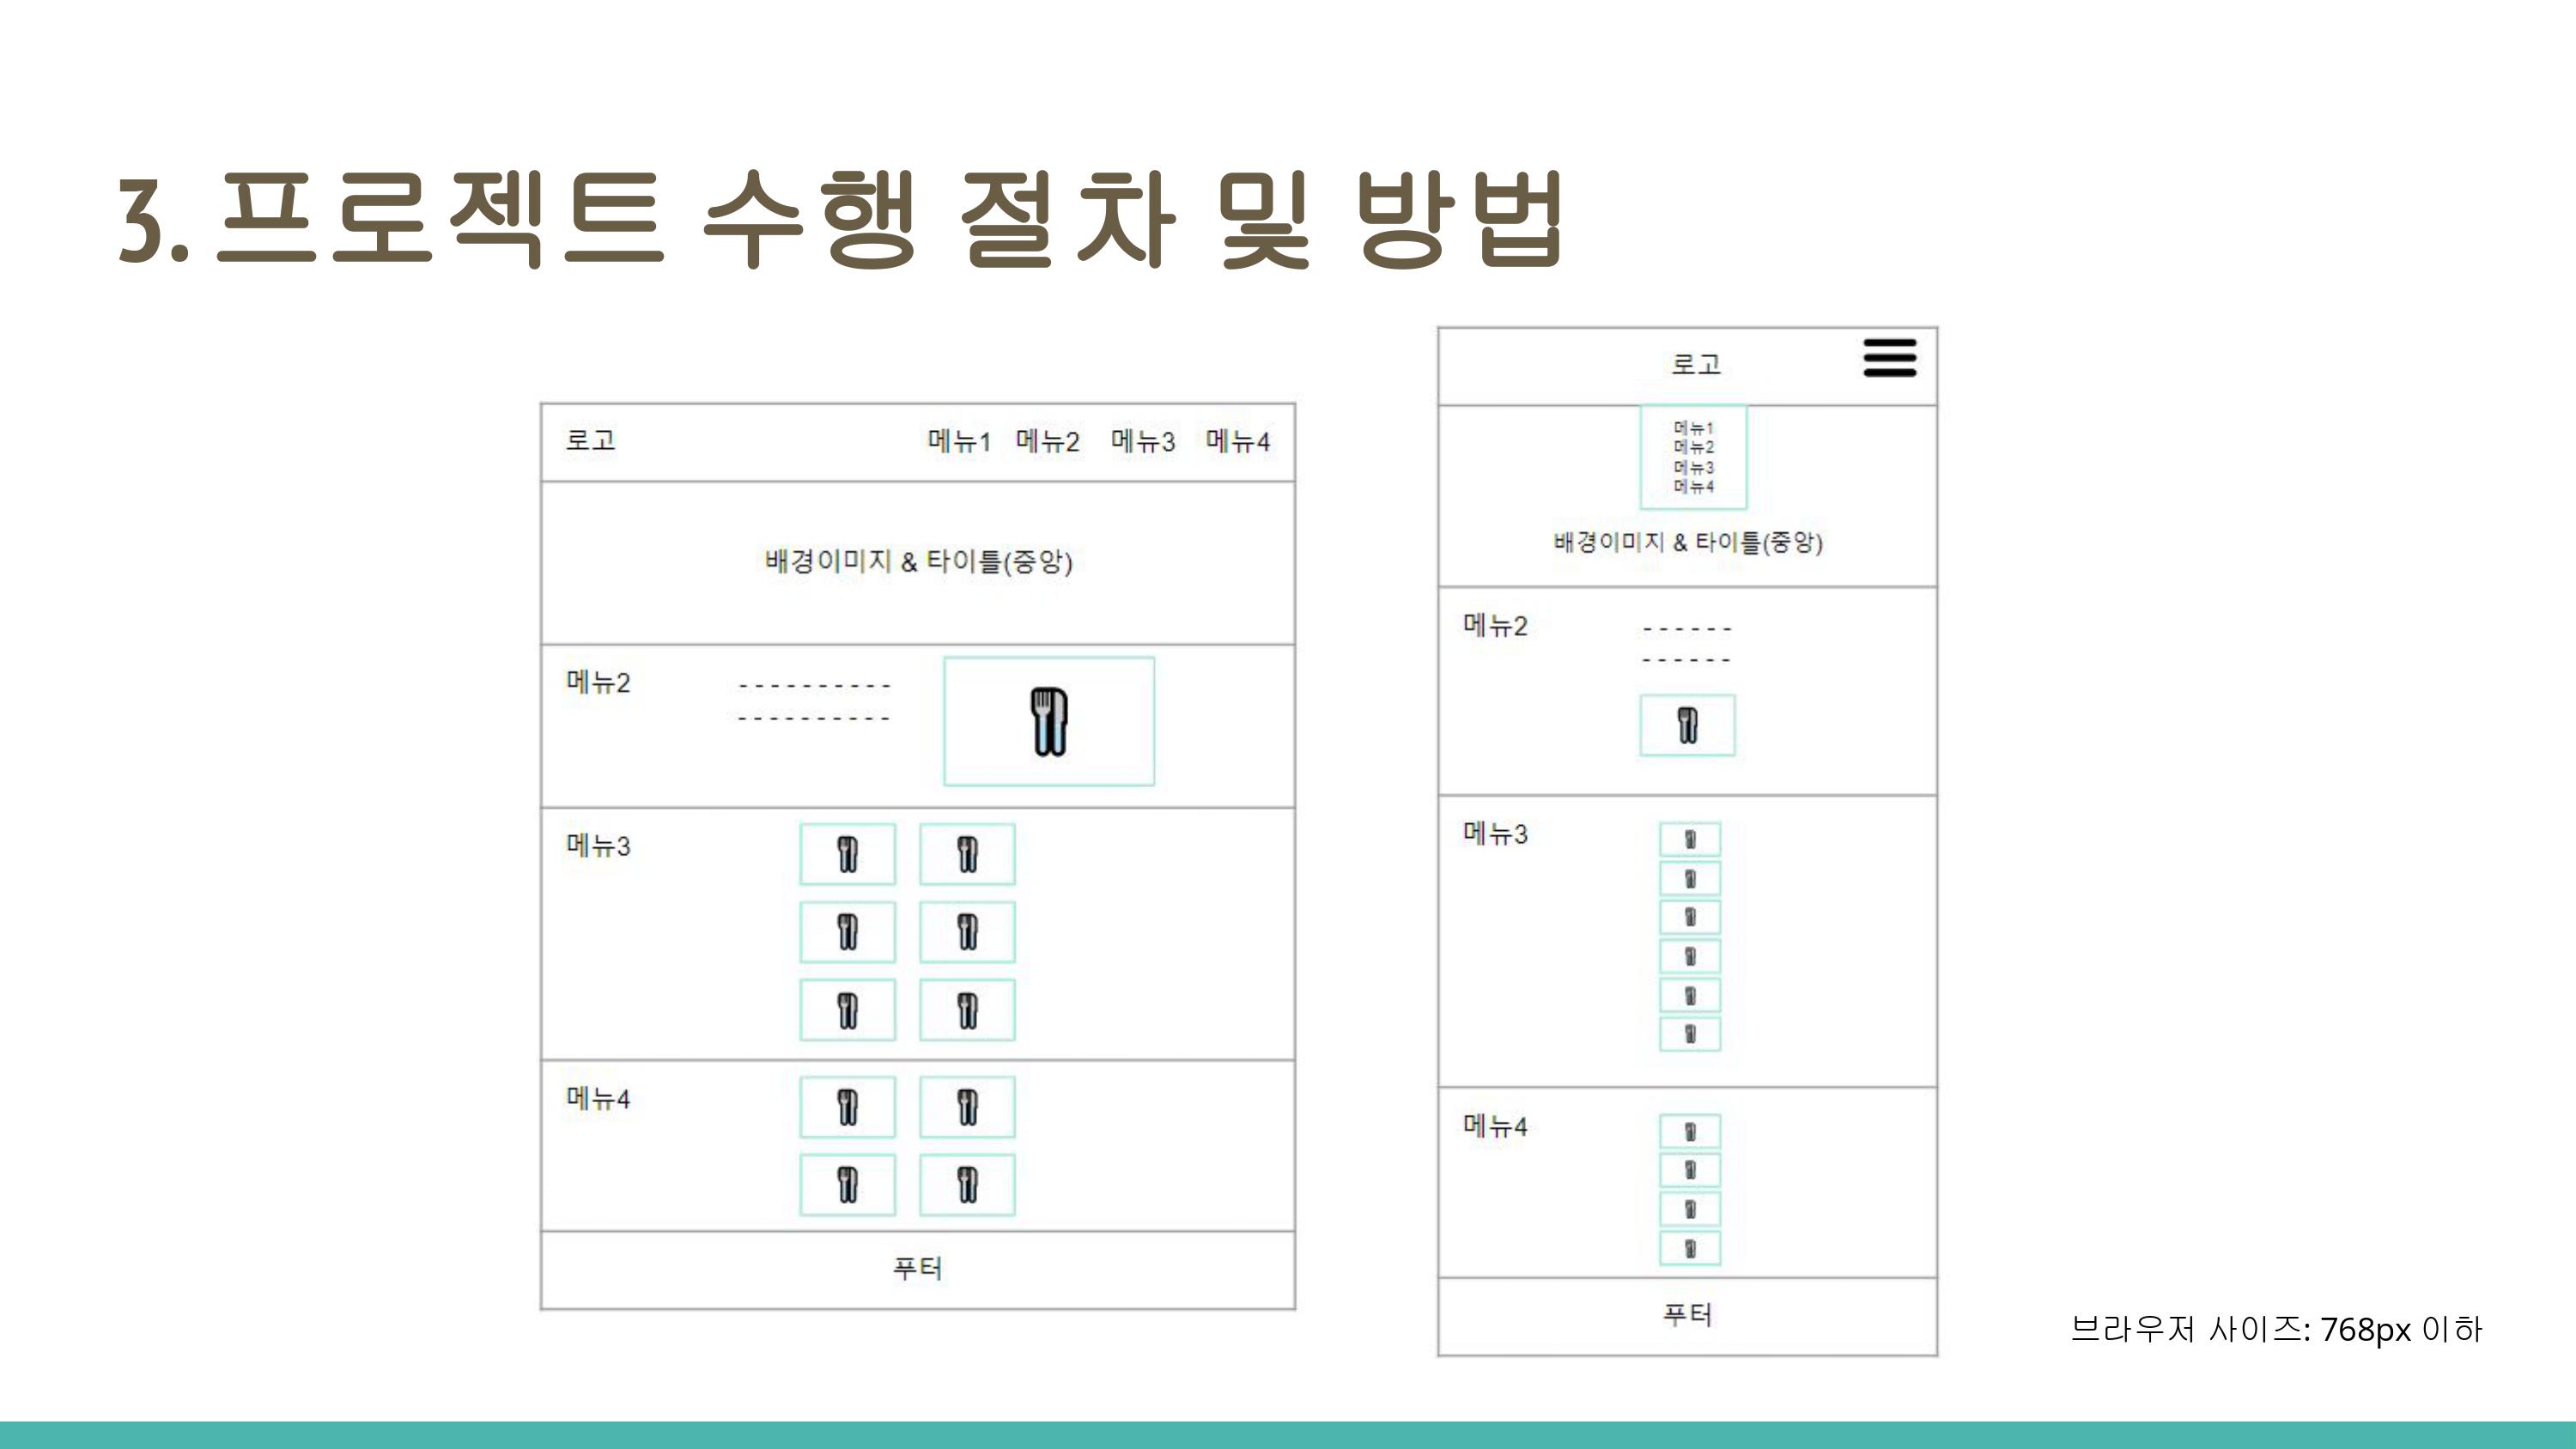 3. 프로젝트 수행 절차 및 방법
로고 메뉴1 메뉴2 메뉴3 메뉴4
배경이미지 & 타이틀(중앙)
메뉴2
메뉴3
메뉴4
푸터
로고
메뉴1
메뉴2
메뉴3
메뉴4
배경이미지 & 타이틀(중앙)
메뉴2
메뉴3
메뉴4
푸터
브라우저 사이즈: 768px 이하